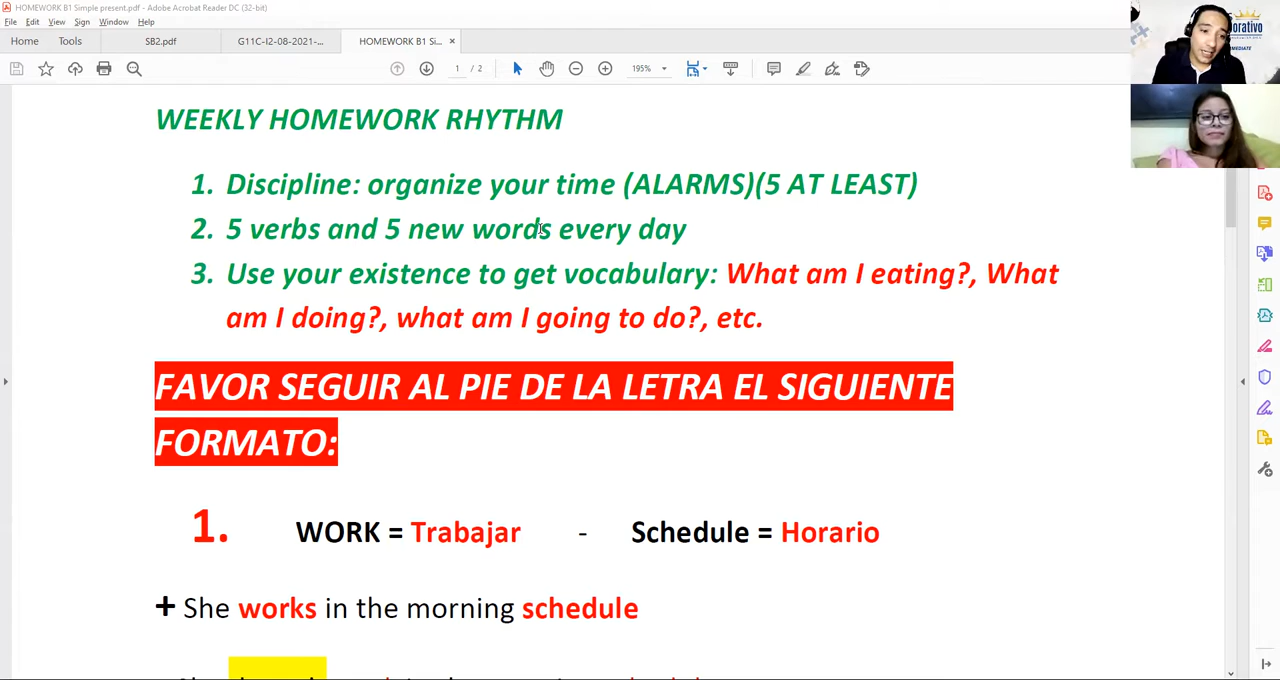 HOMEWORK B1 Simple present.pdf - Adobe Acrobat Reader DC (32-bit)
File Edit View Sign Window Help
Home Tools SB2.pdf G11C-I2-08-2021-... HOMEWORK B1 Si... ×
1 / 2 195%
orativo
MEDIATE
WEEKLY HOMEWORK RHYTHM
1. Discipline: organize your time (ALARMS)(5 AT LEAST)
2. 5 verbs and 5 new words every day
3. Use your existence to get vocabulary: What am I eating?, What
am I doing?, what am I going to do?, etc.
FAVOR SEGUIR AL PIE DE LA LETRA EL SIGUIENTE
FORMATO:
1. WORK = Trabajar - Schedule = Horario
+ She works in the morning schedule